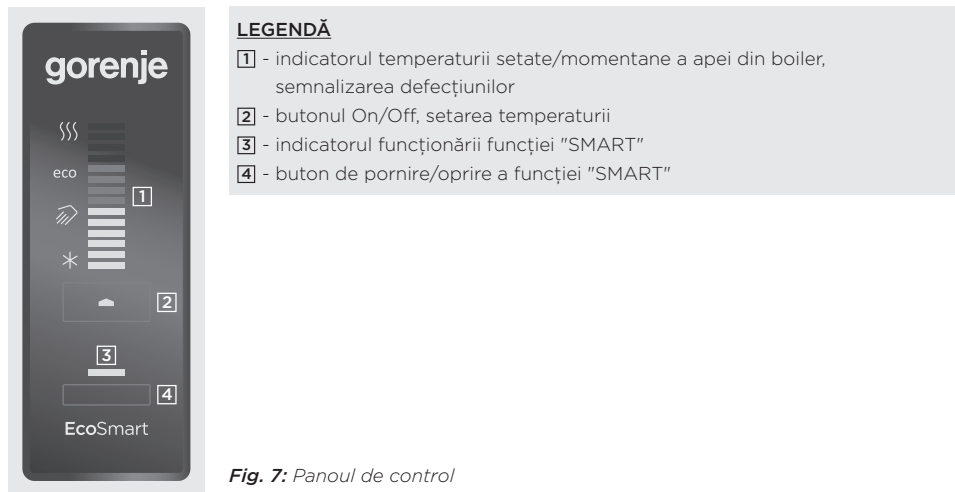 gorenje
eco
1
2
3
4
EcoSmart
LEGENDĂ
1 - indicatorul temperaturii setate/momentane a apei din boiler,
semnalizarea defecțiunilor
2 - butonul On/Off, setarea temperaturii
3 - indicatorul funcționării funcției "SMART"
4 - buton de pornire/oprire a funcției "SMART"
Fig. 7: Panoul de control